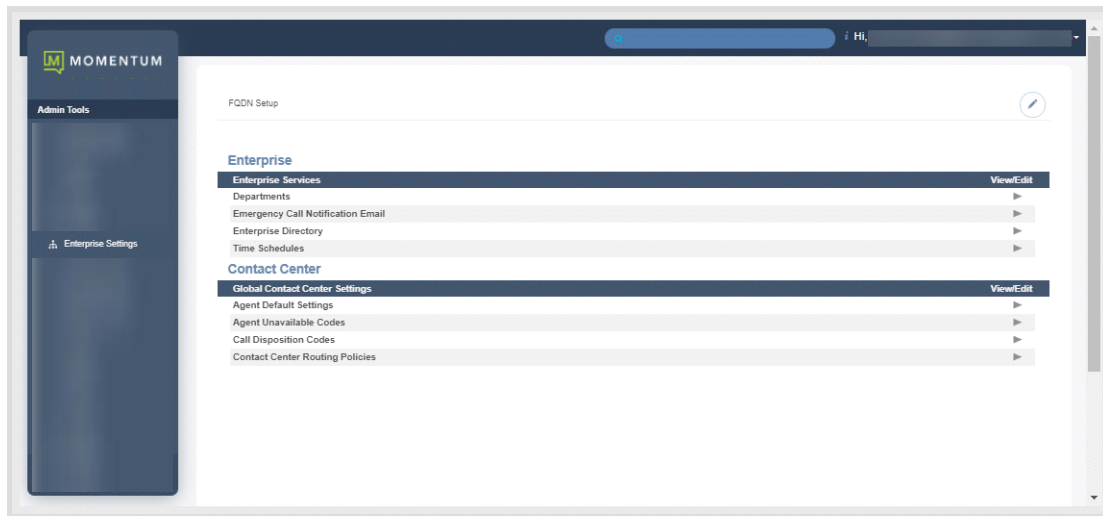 M MOMENTUM
i Hi,
Admin Tools
Enterprise Settings
FQDN Setup
Enterprise
Enterprise Services View/Edit
Departments
Emergency Call Notification Email
Enterprise Directory
Time Schedules
Contact Center
Global Contact Center Settings View/Edit
Agent Default Settings
Agent Unavailable Codes
Call Disposition Codes
Contact Center Routing Policies